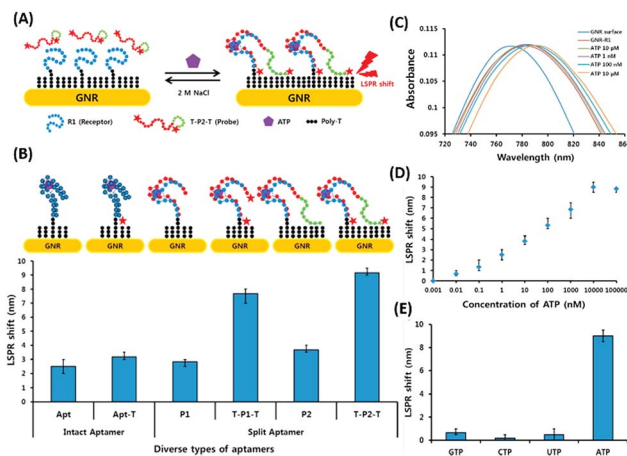 (A)
ATP
2 M NaCl
LSPR shift
GNR
GNR
R1 (Receptor)
T-P2-T (Probe)
ATP
Poly-T
(B)
GNR
GNR
GNR
GNR
GNR
GNR
LSPR shift (nm)
10
9
8
7
6
5
4
3
2
1
0
Apt
Apt-T
P1
T-P1-T
P2
T-P2-T
Intact Aptamer
Split Aptamer
Diverse types of aptamers
(C)
Absorbance
0.115
0.11
0.105
0.1
0.095
720
740
760
780
800
820
840
86
Wavelength (nm)
GNR surface
GNR-R1
ATP 10 pM
ATP 1 nM
ATP 100 nM
ATP 10 μM
(D)
LSPR shift (nm)
10
9
8
7
6
5
4
3
2
1
0
0.001
0.01
0.1
1
10
100
1000
10000
100000
Concentration of ATP (nM)
(E)
LSPR shift (nm)
10
8
6
4
2
0
GTP
CTP
UTP
ATP